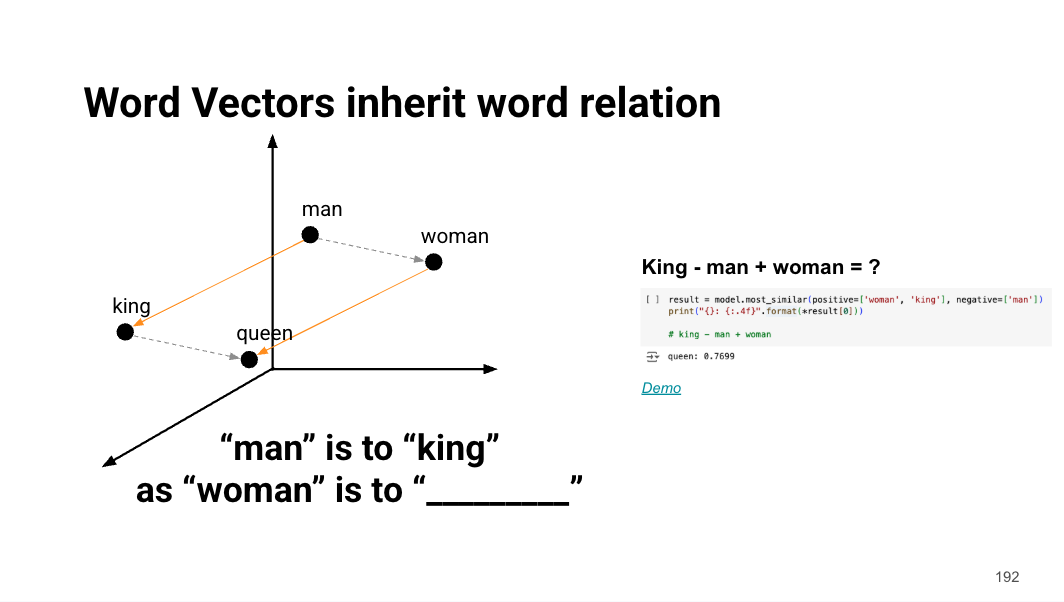 Word Vectors inherit word relation
man
woman
king
queen
“man” is to “king”
as “woman” is to “_________”
King - man + woman = ?
[ ] result = model.most_similar(positive=['woman', 'king'], negative=['man'])
print("{}: {:.4f}".format(*result[0]))
# king - man + woman
queen: 0.7699
Demo
192